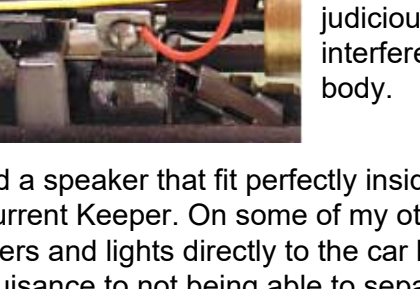 judiciou
interfere
body.
d a speaker that fit perfectly insid
urrent Keeper. On some of my ot
ers and lights directly to the car b
uisance to not being able to sepa